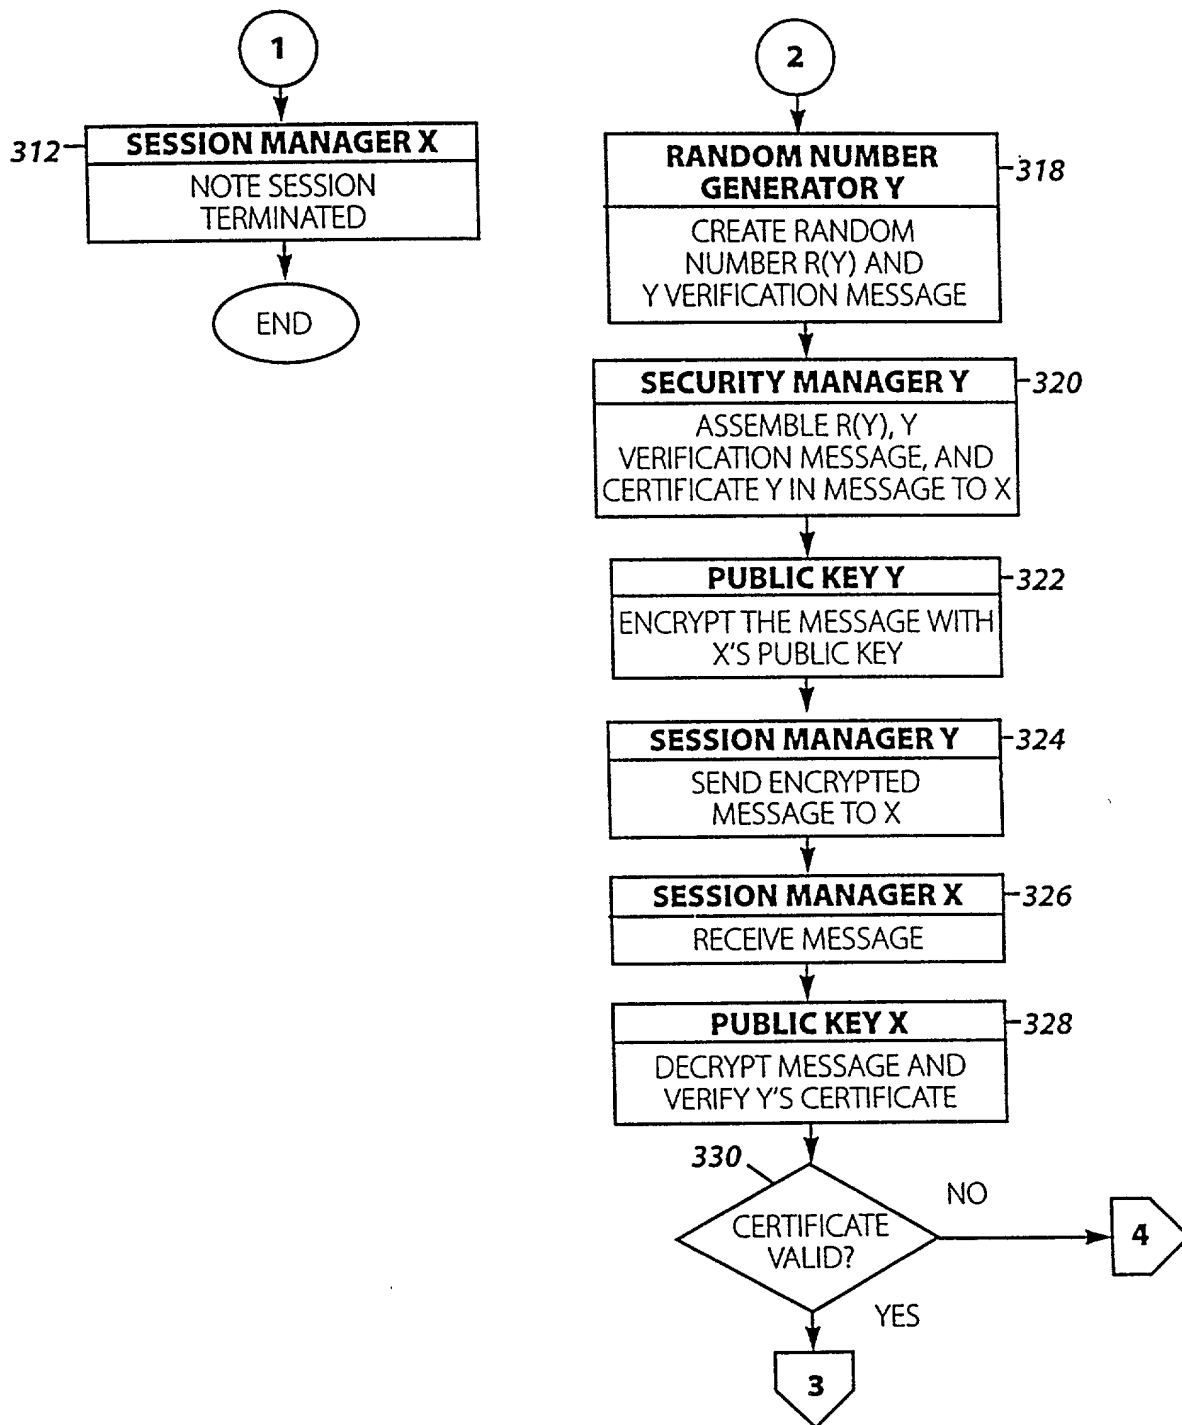 1
312
SESSION MANAGER X
NOTE SESSION
TERMINATED
END
2
RANDOM NUMBER
GENERATOR Y
318
CREATE RANDOM
NUMBER R(Y) AND
Y VERIFICATION MESSAGE
SECURITY MANAGER Y
320
ASSEMBLE R(Y), Y
VERIFICATION MESSAGE, AND
CERTIFICATE Y IN MESSAGE TO X
PUBLIC KEY Y
322
ENCRYPT THE MESSAGE WITH
X'S PUBLIC KEY
SESSION MANAGER Y
324
SEND ENCRYPTED
MESSAGE TO X
SESSION MANAGER X
326
RECEIVE MESSAGE
PUBLIC KEY X
328
DECRYPT MESSAGE AND
VERIFY Y'S CERTIFICATE
330
CERTIFICATE
VALID?
NO
4
YES
3